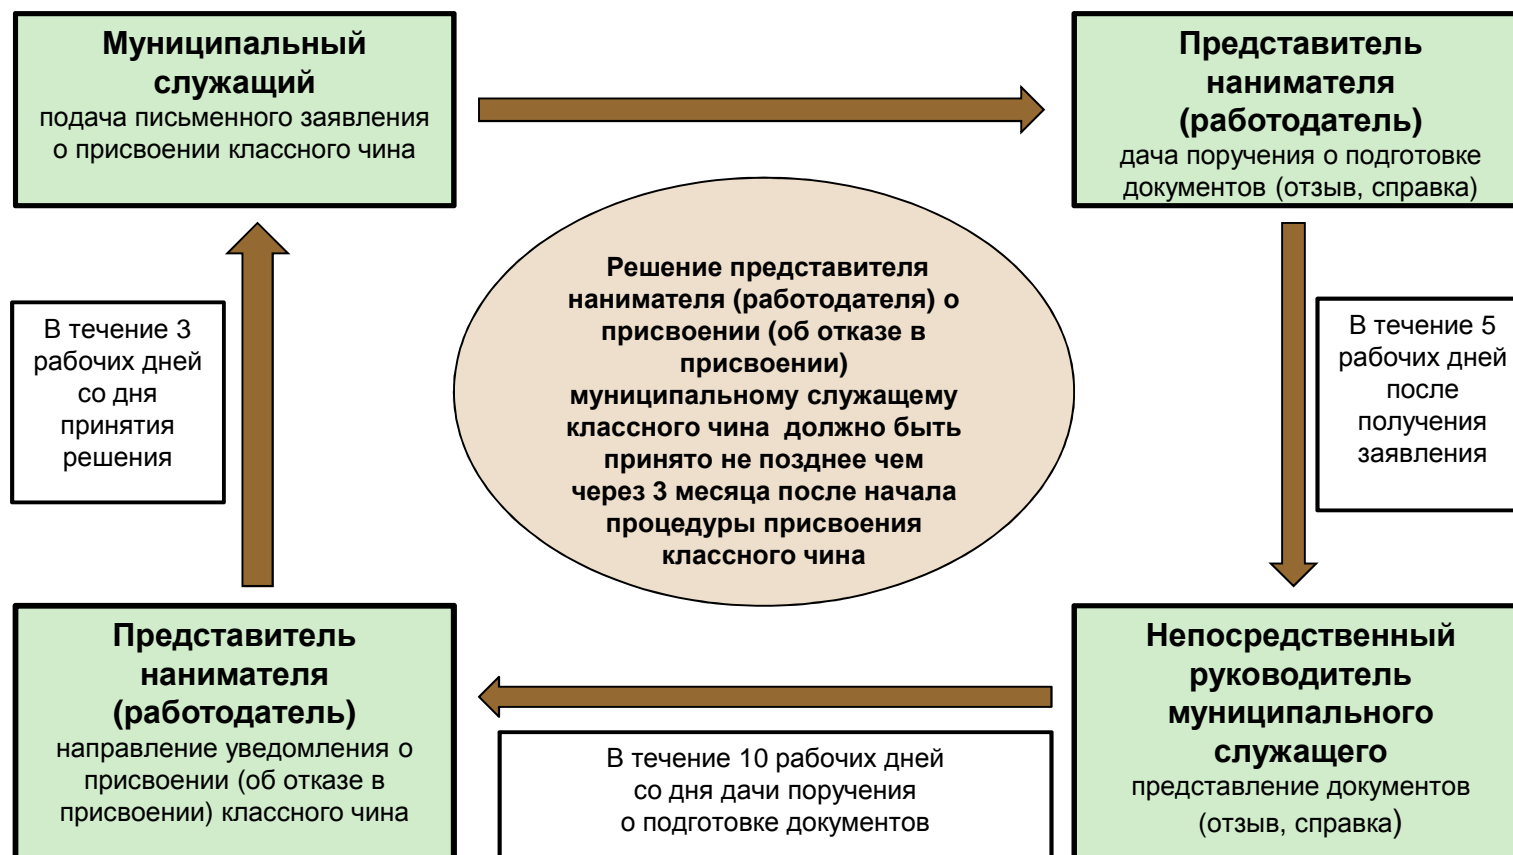 Муниципальный
служащий
подача письменного заявления
о присвоении классного чина
Представитель
нанимателя
(работодатель)
дача поручения о подготовке
документов (отзыв, справка)
Решение представителя
нанимателя (работодателя) о
присвоении (об отказе в
присвоении)
муниципальному служащему
классного чина должно быть
принято не позднее чем
через 3 месяца после начала
процедуры присвоения
классного чина
В течение 3
рабочих дней
со дня
принятия
решения
В течение 5
рабочих дней
после
получения
заявления
Представитель
нанимателя
(работодатель)
направление уведомления о
присвоении (об отказе в
присвоении) классного чина
В течение 10 рабочих дней
со дня дачи поручения
о подготовке документов
Непосредственный
руководитель
муниципального
служащего
представление документов
(отзыв, справка)